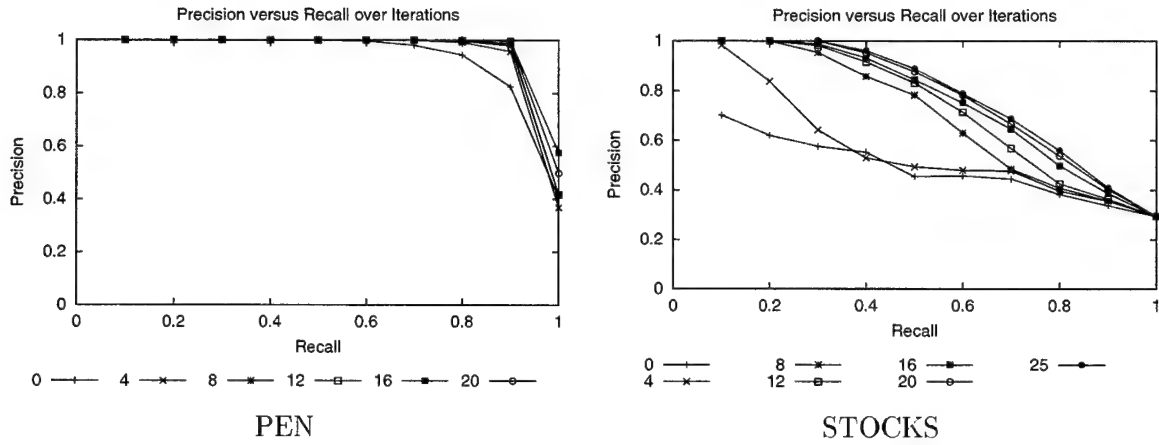 Precision versus Recall over Iterations
Precision
1
0.8
0.6
0.4
0.2
0
0 0.2 0.4 0.6 0.8 1
Recall
0 4 8 12 16 20
PEN
Precision versus Recall over Iterations
Precision
1
0.8
0.6
0.4
0.2
0
0 0.2 0.4 0.6 0.8 1
Recall
0 8 16 25
4 12 20
STOCKS